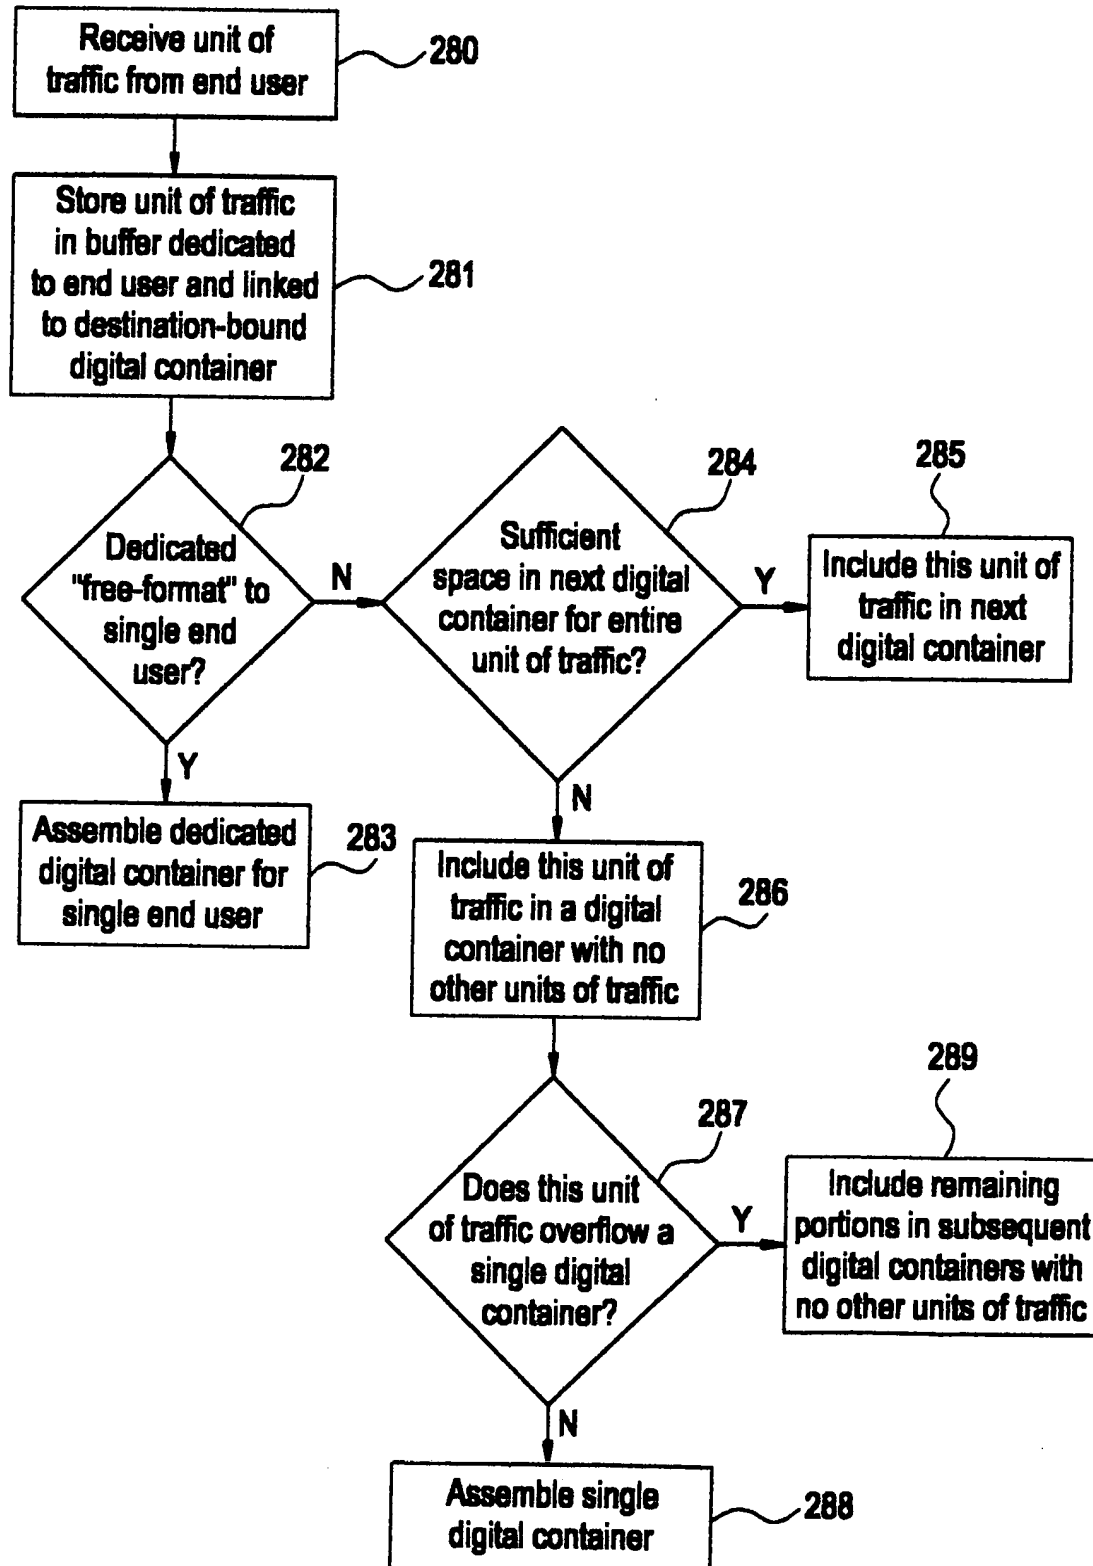 Receive unit of
traffic from end user
280
Store unit of traffic
in buffer dedicated
to end user and linked
to destination-bound
digital container
281
Dedicated
"free-format" to
single end
user?
282
N
Y
Assemble dedicated
digital container for
single end user
283
Sufficient
space in next digital
container for entire
unit of traffic?
284
Y
Include this unit of
traffic in next
digital container
285
N
Include this unit of
traffic in a digital
container with no
other units of traffic
286
Does this unit
of traffic overflow a
single digital
container?
287
Y
Include remaining
portions in subsequent
digital containers with
no other units of traffic
289
N
Assemble single
digital container
288